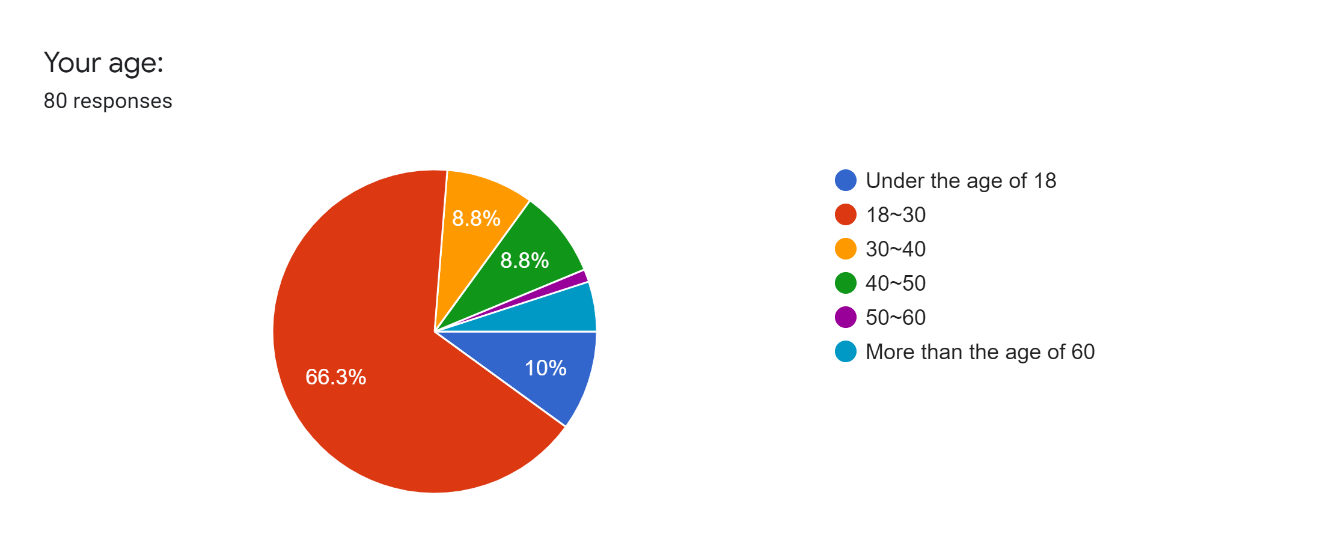 Your age:
80 responses
8.8%
8.8%
66.3%
10%
Under the age of 18
18~30
30~40
40~50
50~60
More than the age of 60